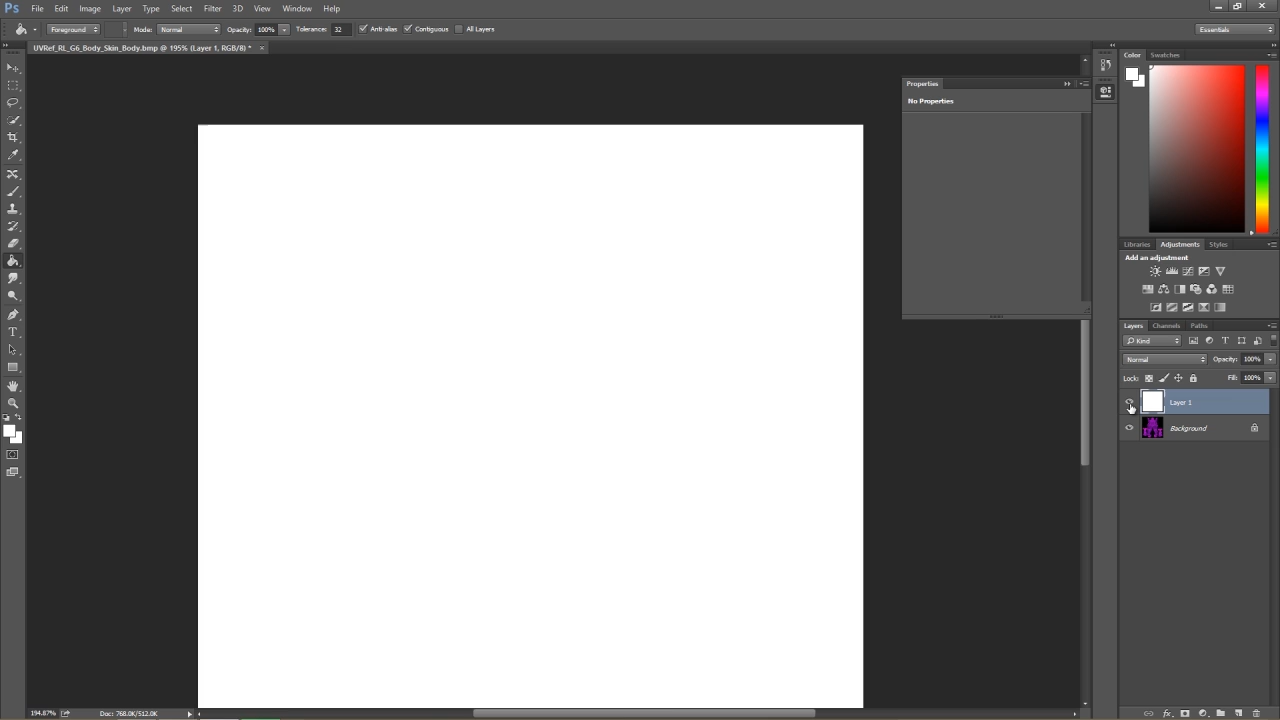 Ps File Edit Image Layer Type Select Filter 3D View Window Help
Foreground Mode: Normal Opacity: 100% Tolerance: 32 Anti-alias Contiguous All Layers Essentials
UVRef_RL_G6_Body_Skin_Body.bmp @ 195% (Layer 1, RGB/8) * ×
Color Swatches
Properties
No Properties
Libraries Adjustments Styles
Add an adjustment
Layers Channels Paths
Kind
Normal Opacity: 100%
Lock: Fill: 100%
Layer 1
Background
194.87% Doc: 768.0K/512.0K